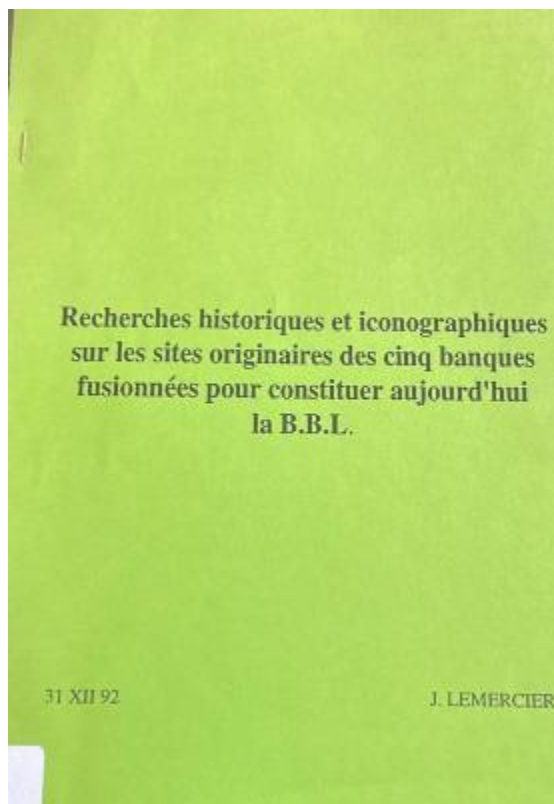 Recherches historiques et iconographiques
sur les sites originaires des cinq banques
fusionnées pour constituer aujourd'hui
la B.B.L.
31 XII 92
J. LEMERCIER